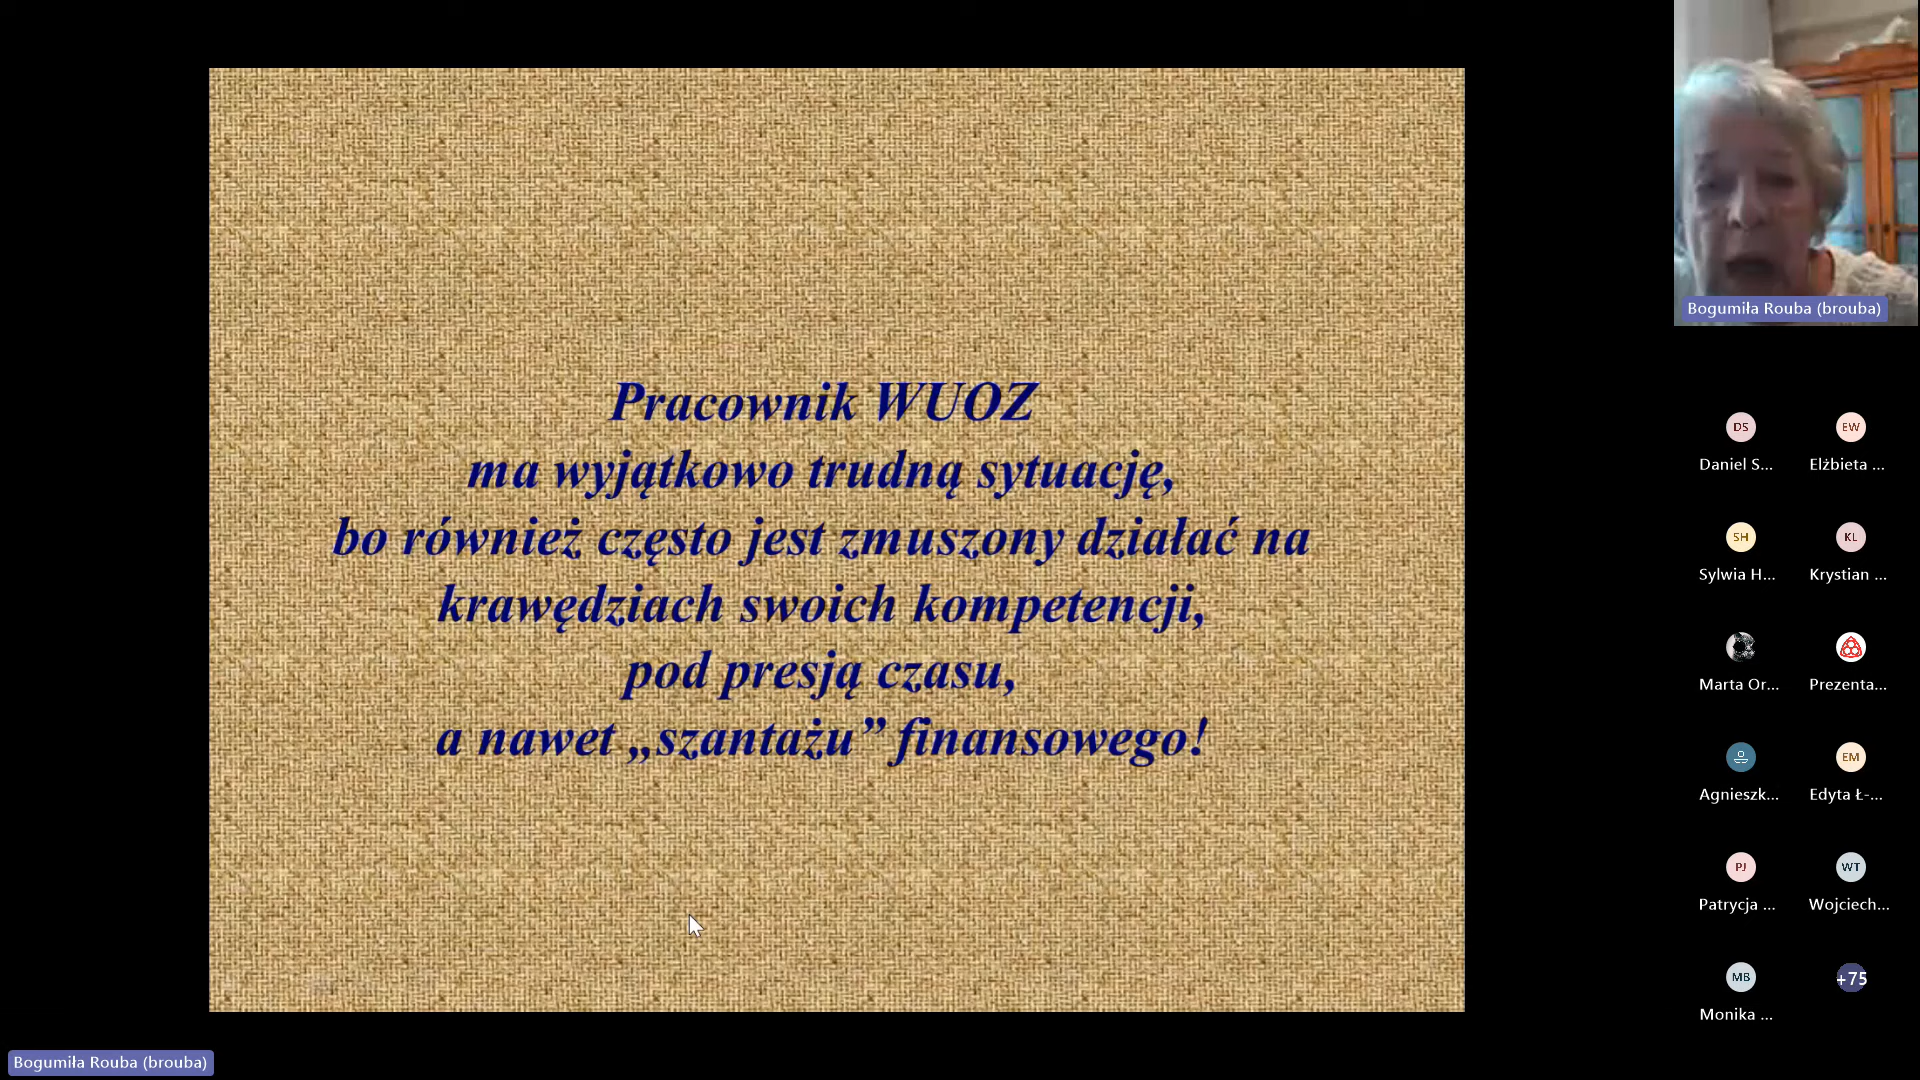 Pracownik WUOZ
ma wyjątkowo trudną sytuację,
bo również często jest zmuszony działać na
krawędziach swoich kompetencji,
pod presją czasu,
a nawet „szantażu” finansowego!
Bogumiła Rouba (brouba)
DS
Daniel S...
EW
Elżbieta ...
SH
Sylwia H...
KL
Krystian ...
Marta Or...
Prezenta...
Agnieszk...
EM
Edyta Ł-...
PJ
Patrycja ...
WT
Wojciech...
MB
Monika ...
+75
Bogumiła Rouba (brouba)